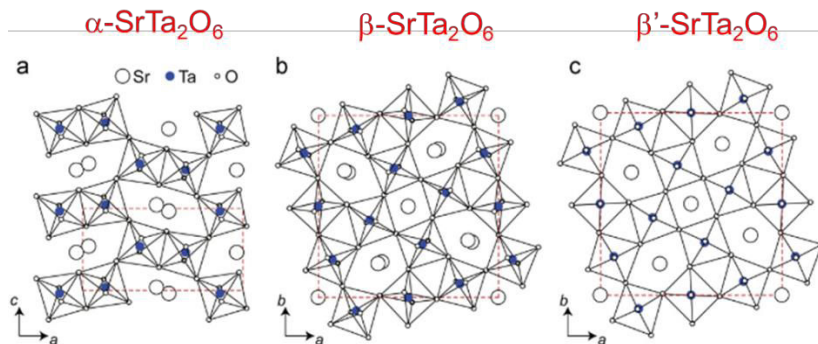 α-SrTa2O6 β-SrTa2O6 β’-SrTa2O6
a Sr Ta O b c
c a b a b a